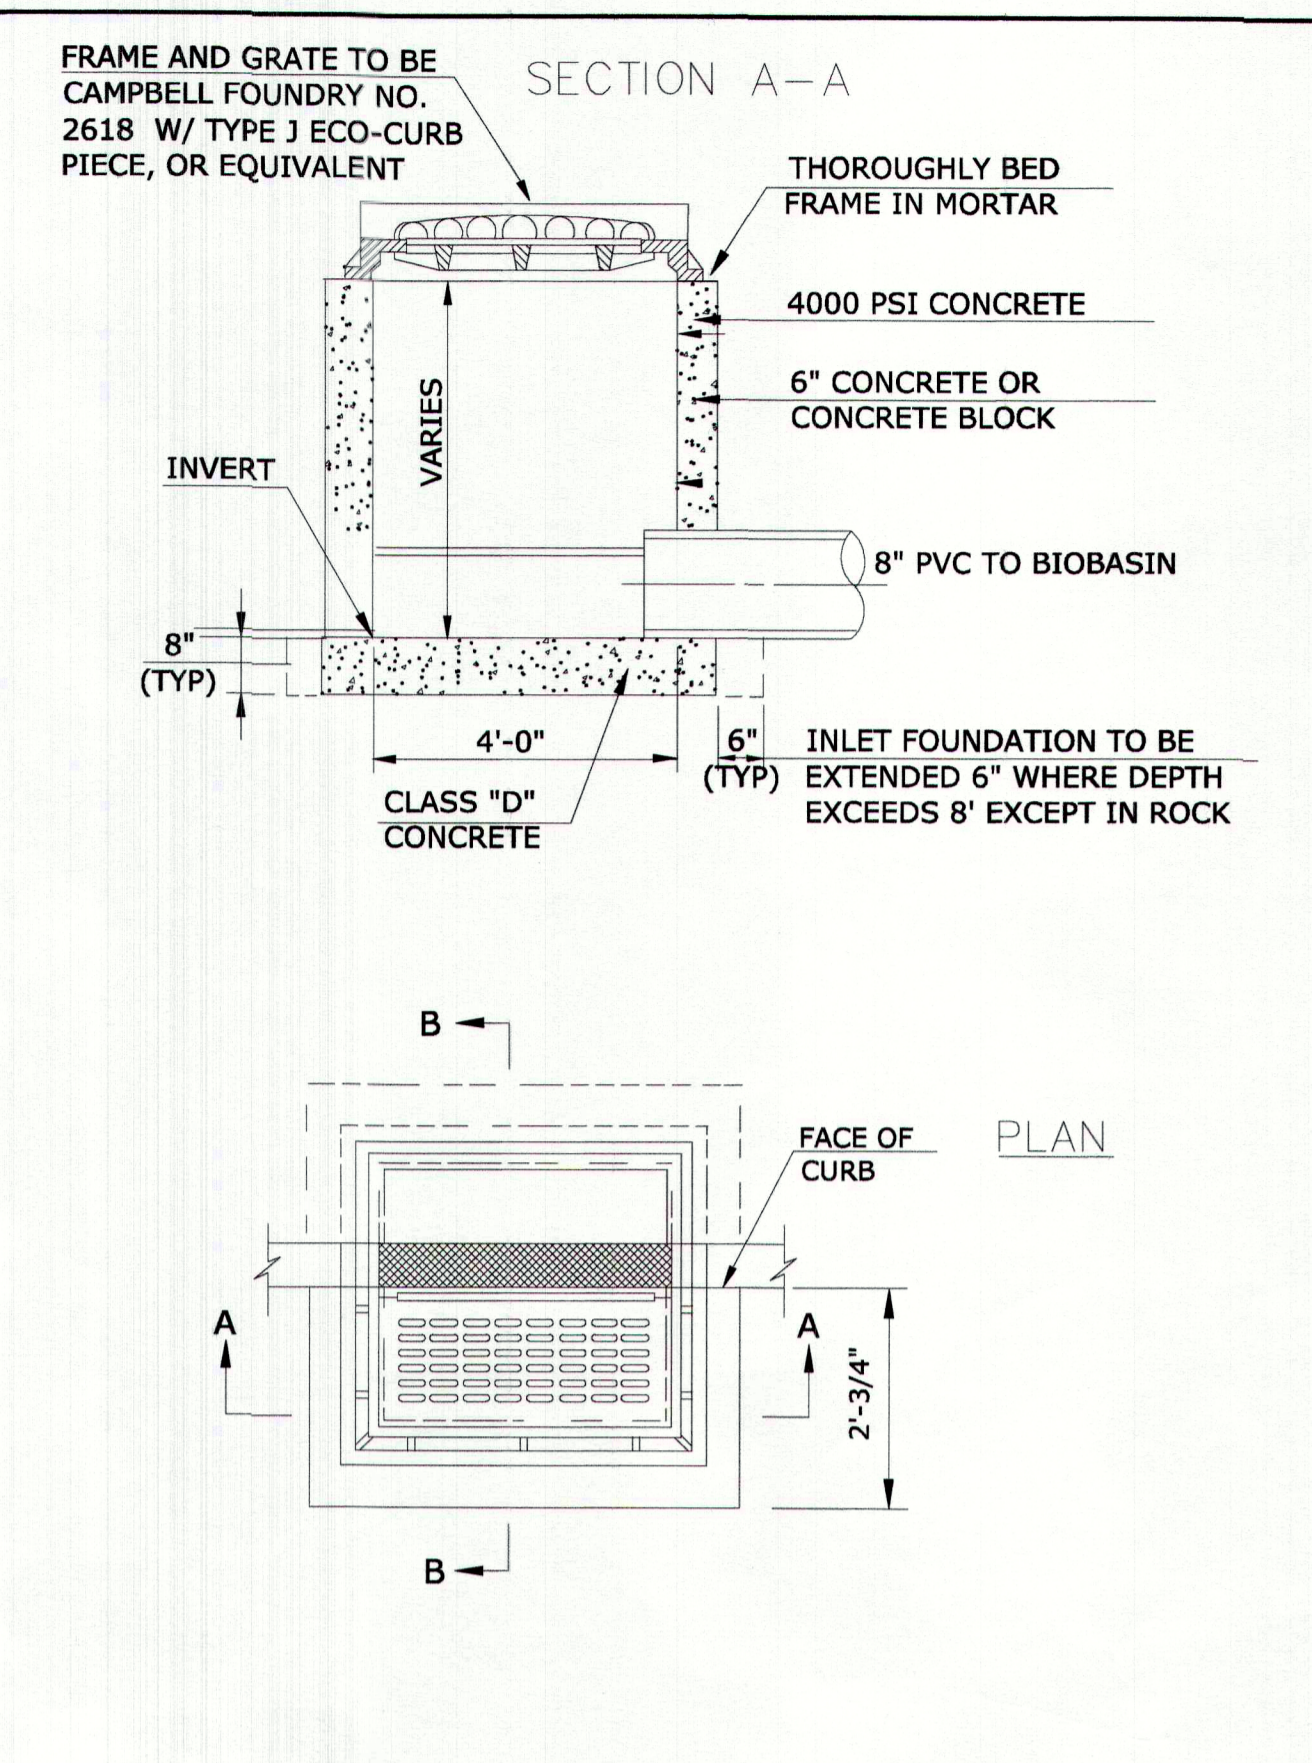 FRAME AND GRATE TO BE
CAMPBELL FOUNDRY NO.
2618 W/ TYPE J ECO-CURB
PIECE, OR EQUIVALENT
SECTION A-A
THOROUGHLY BED
FRAME IN MORTAR
4000 PSI CONCRETE
6" CONCRETE OR
CONCRETE BLOCK
VARIES
INVERT
8" PVC TO BIOBASIN
8"
(TYP)
4'-0"
6"
(TYP)
INLET FOUNDATION TO BE
EXTENDED 6" WHERE DEPTH
EXCEEDS 8' EXCEPT IN ROCK
CLASS "D"
CONCRETE
B
FACE OF
CURB
PLAN
A
A
2'-3/4"
B